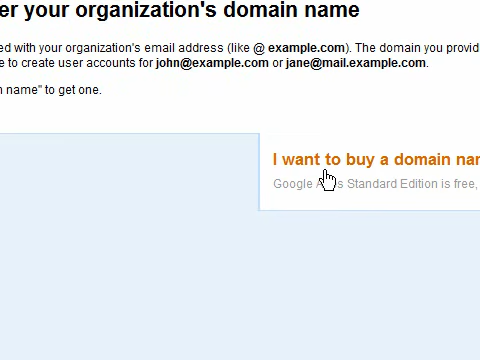 er your organization's domain name
ed with your organization's email address (like @ example.com). The domain you provid
e to create user accounts for john@example.com or jane@mail.example.com.
n name" to get one.
I want to buy a domain nar
Google A s Standard Edition is free,